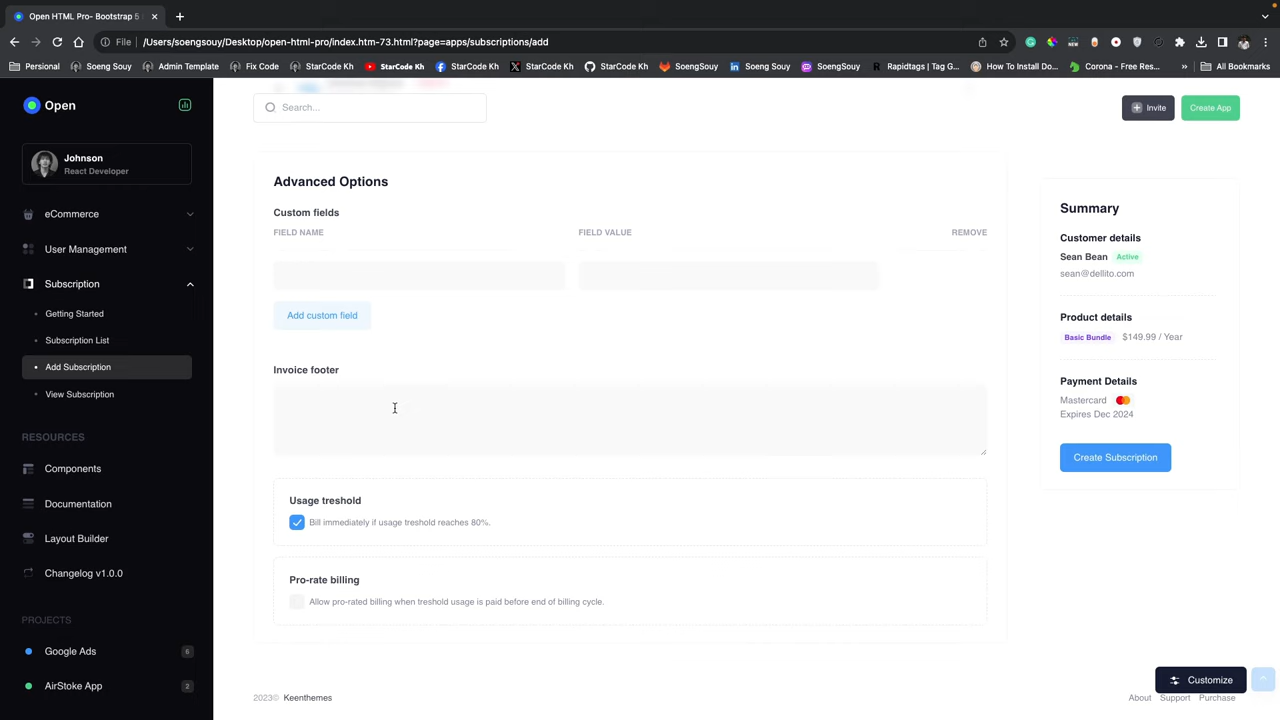 Open HTML Pro- Bootstrap 5
File /Users/soengsouy/Desktop/open-html-pro/index.htm-73.html?page=apps/subscriptions/add
Personal Soeng Souy Admin Template Fix Code StarCode Kh StarCode Kh StarCode Kh StarCode Kh StarCode Kh SoengSouy Soeng Souy SoengSouy Rapidtags | Tag G... How To Install Do... Corona - Free Res... » All Bookmarks
Open
Search...
Invite
Create App
Johnson
React Developer
eCommerce
User Management
Subscription
Getting Started
Subscription List
Add Subscription
View Subscription
RESOURCES
Components
Documentation
Layout Builder
Changelog v1.0.0
PROJECTS
Google Ads 6
AirStoke App 2
Advanced Options
Custom fields
FIELD NAME FIELD VALUE REMOVE
Add custom field
Invoice footer
Usage treshold
Bill immediately if usage treshold reaches 80%.
Pro-rate billing
Allow pro-rated billing when treshold usage is paid before end of billing cycle.
Summary
Customer details
Sean Bean Active
sean@dellito.com
Product details
Basic Bundle $149.99 / Year
Payment Details
Mastercard
Expires Dec 2024
Create Subscription
Customize
2023© Keenthemes
About Support Purchase